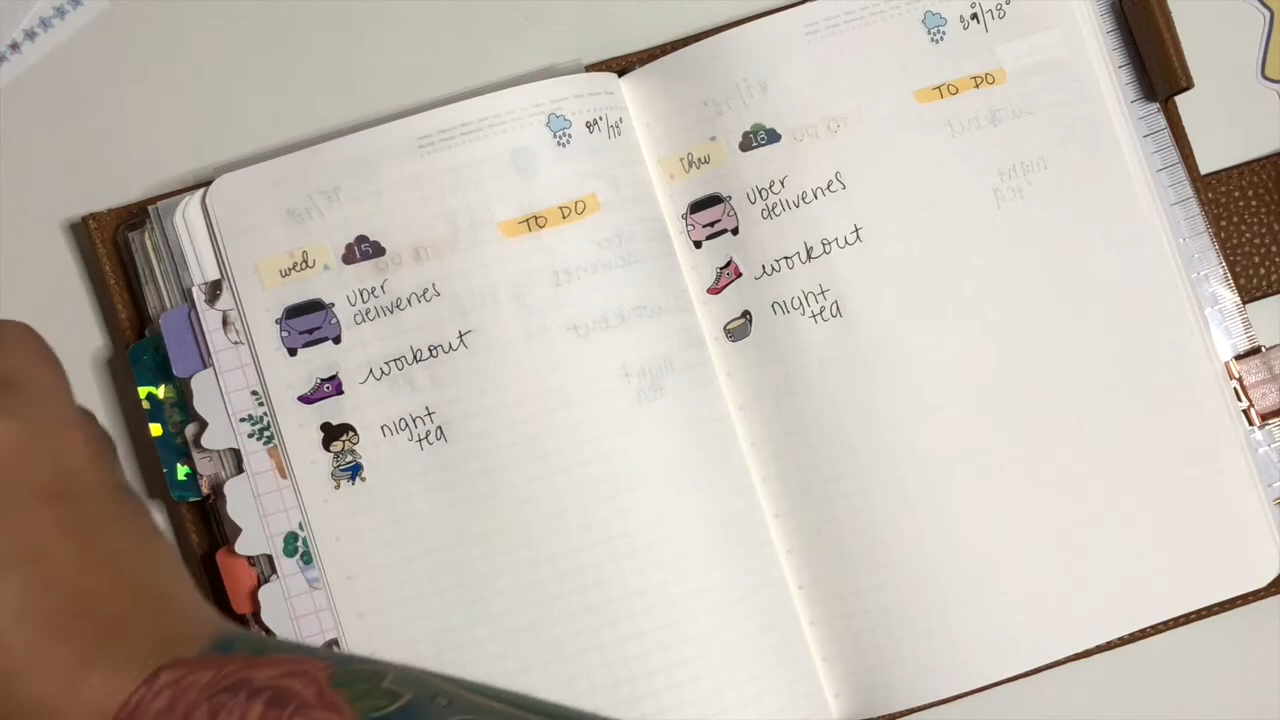 89°/78°
TO DO
wed
15
Uber
deliveries
workout
night
tea
89°/78°
TO DO
thu
16
Uber
deliveries
workout
night
tea